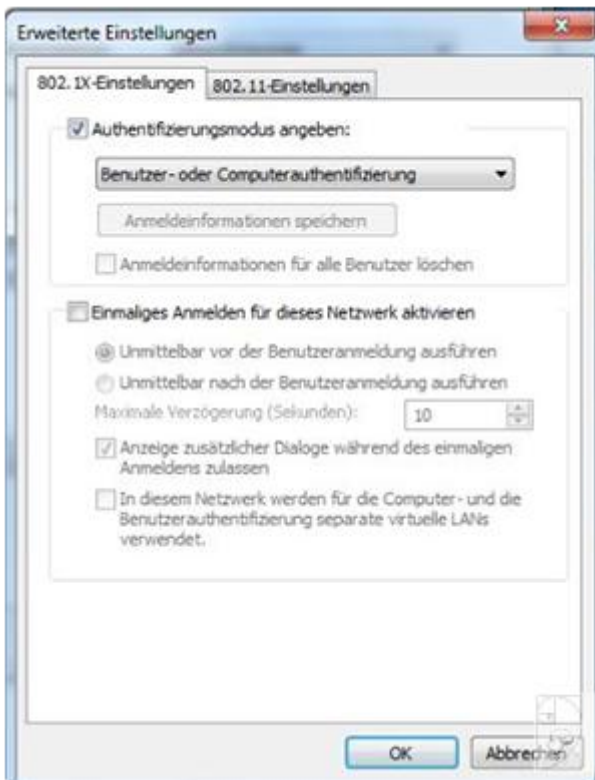 Erweiterte Einstellungen
802.1X-Einstellungen
802.11-Einstellungen
Authentifizierungsmodus angeben:
Benutzer- oder Computerauthentifizierung
Anmeldeinformationen speichern
Anmeldeinformationen für alle Benutzer löschen
Einmaliges Anmelden für dieses Netzwerk aktivieren
Unmittelbar vor der Benutzeranmeldung ausführen
Unmittelbar nach der Benutzeranmeldung ausführen
Maximale Verzögerung (Sekunden): 10
Anzeige zusätzlicher Dialoge während des einmaligen
Anmeldens zulassen
In diesem Netzwerk werden für die Computer- und die
Benutzerauthentifizierung separate virtuelle LANs
verwendet.
OK
Abbrechen